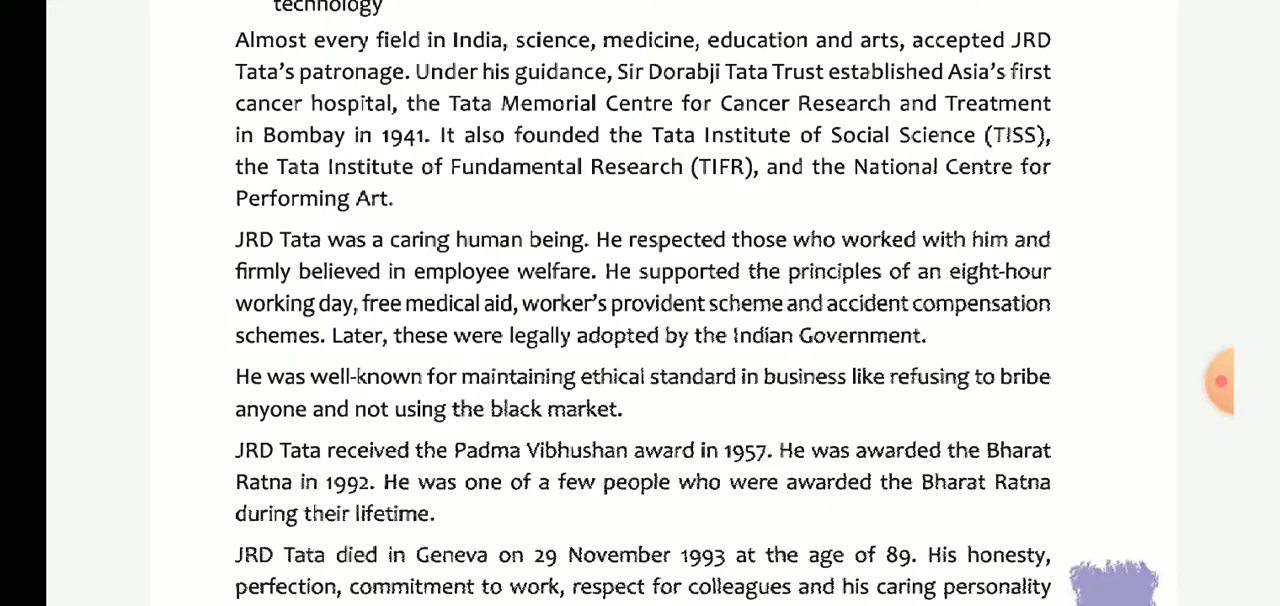 technology
Almost every field in India, science, medicine, education and arts, accepted JRD
Tata's patronage. Under his guidance, Sir Dorabji Tata Trust established Asia's first
cancer hospital, the Tata Memorial Centre for Cancer Research and Treatment
in Bombay in 1941. It also founded the Tata Institute of Social Science (TISS),
the Tata Institute of Fundamental Research (TIFR), and the National Centre for
Performing Art.
JRD Tata was a caring human being. He respected those who worked with him and
firmly believed in employee welfare. He supported the principles of an eight-hour
working day, free medical aid, worker's provident scheme and accident compensation
schemes. Later, these were legally adopted by the Indian Government.
He was well-known for maintaining ethical standard in business like refusing to bribe
anyone and not using the black market.
JRD Tata received the Padma Vibhushan award in 1957. He was awarded the Bharat
Ratna in 1992. He was one of a few people who were awarded the Bharat Ratna
during their lifetime.
JRD Tata died in Geneva on 29 November 1993 at the age of 89. His honesty,
perfection, commitment to work, respect for colleagues and his caring personality